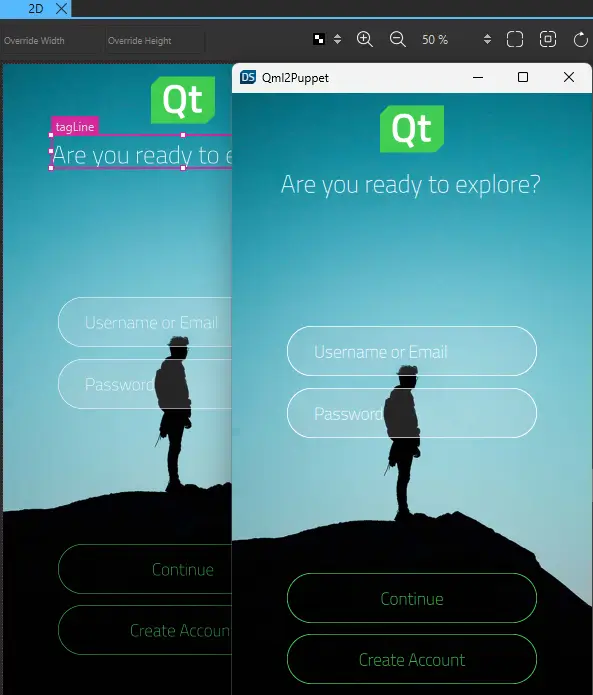 2D
Override Width
Override Height
50 %
DS
Qml2Puppet
Qt
tagLine
Are you ready to e
Username or Email
Password
Continue
Create Accoun
Qt
Are you ready to explore?
Username or Email
Password
Continue
Create Account